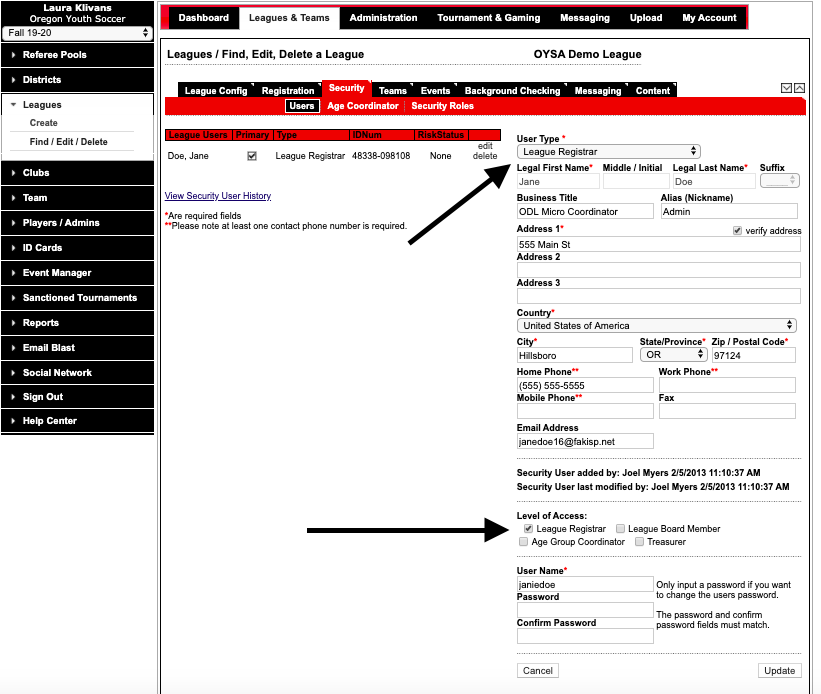 Laura Klivans
Oregon Youth Soccer
Fall 19-20
Referee Pools
Districts
Leagues
Create
Find / Edit / Delete
Clubs
Team
Players / Admins
ID Cards
Event Manager
Sanctioned Tournaments
Reports
Email Blast
Social Network
Sign Out
Help Center
Dashboard Leagues & Teams Administration Tournament & Gaming Messaging Upload My Account
Leagues / Find, Edit, Delete a League OYSA Demo League
League Config Registration Security Teams Events Background Checking Messaging Content
Users Age Coordinator Security Roles
League Users Primary Type IDNum RiskStatus
Doe, Jane League Registrar 48338-098108 None edit
delete
View Security User History
*Are required fields
**Please note at least one contact phone number is required.
User Type *
League Registrar
Legal First Name* Middle / Initial Legal Last Name* Suffix
Jane Doe
Business Title Alias (Nickname)
ODL Micro Coordinator Admin
Address 1* verify address
555 Main St
Address 2
Address 3
Country*
United States of America
City* State/Province* Zip / Postal Code*
Hillsboro OR 97124
Home Phone** Work Phone**
(555) 555-5555
Mobile Phone** Fax
Email Address
janedoe16@fakisp.net
Security User added by: Joel Myers 2/5/2013 11:10:37 AM
Security User last modified by: Joel Myers 2/5/2013 11:10:37 AM
Level of Access:
League Registrar League Board Member
Age Group Coordinator Treasurer
User Name*
janiedoe
Password
Confirm Password
Only input a password if you want
to change the users password.
The password and confirm
password fields must match.
Cancel Update